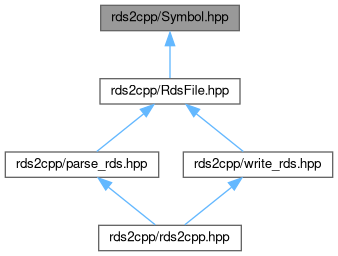 rds2cpp/Symbol.hpp
rds2cpp/RdsFile.hpp
rds2cpp/parse_rds.hpp
rds2cpp/write_rds.hpp
rds2cpp/rds2cpp.hpp